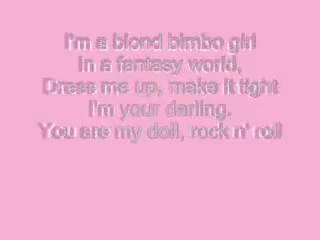 I'm a blond bimbo girl
In a fantasy world,
Dress me up, make it tight
I'm your darling.
You are my doll, rock n' roll